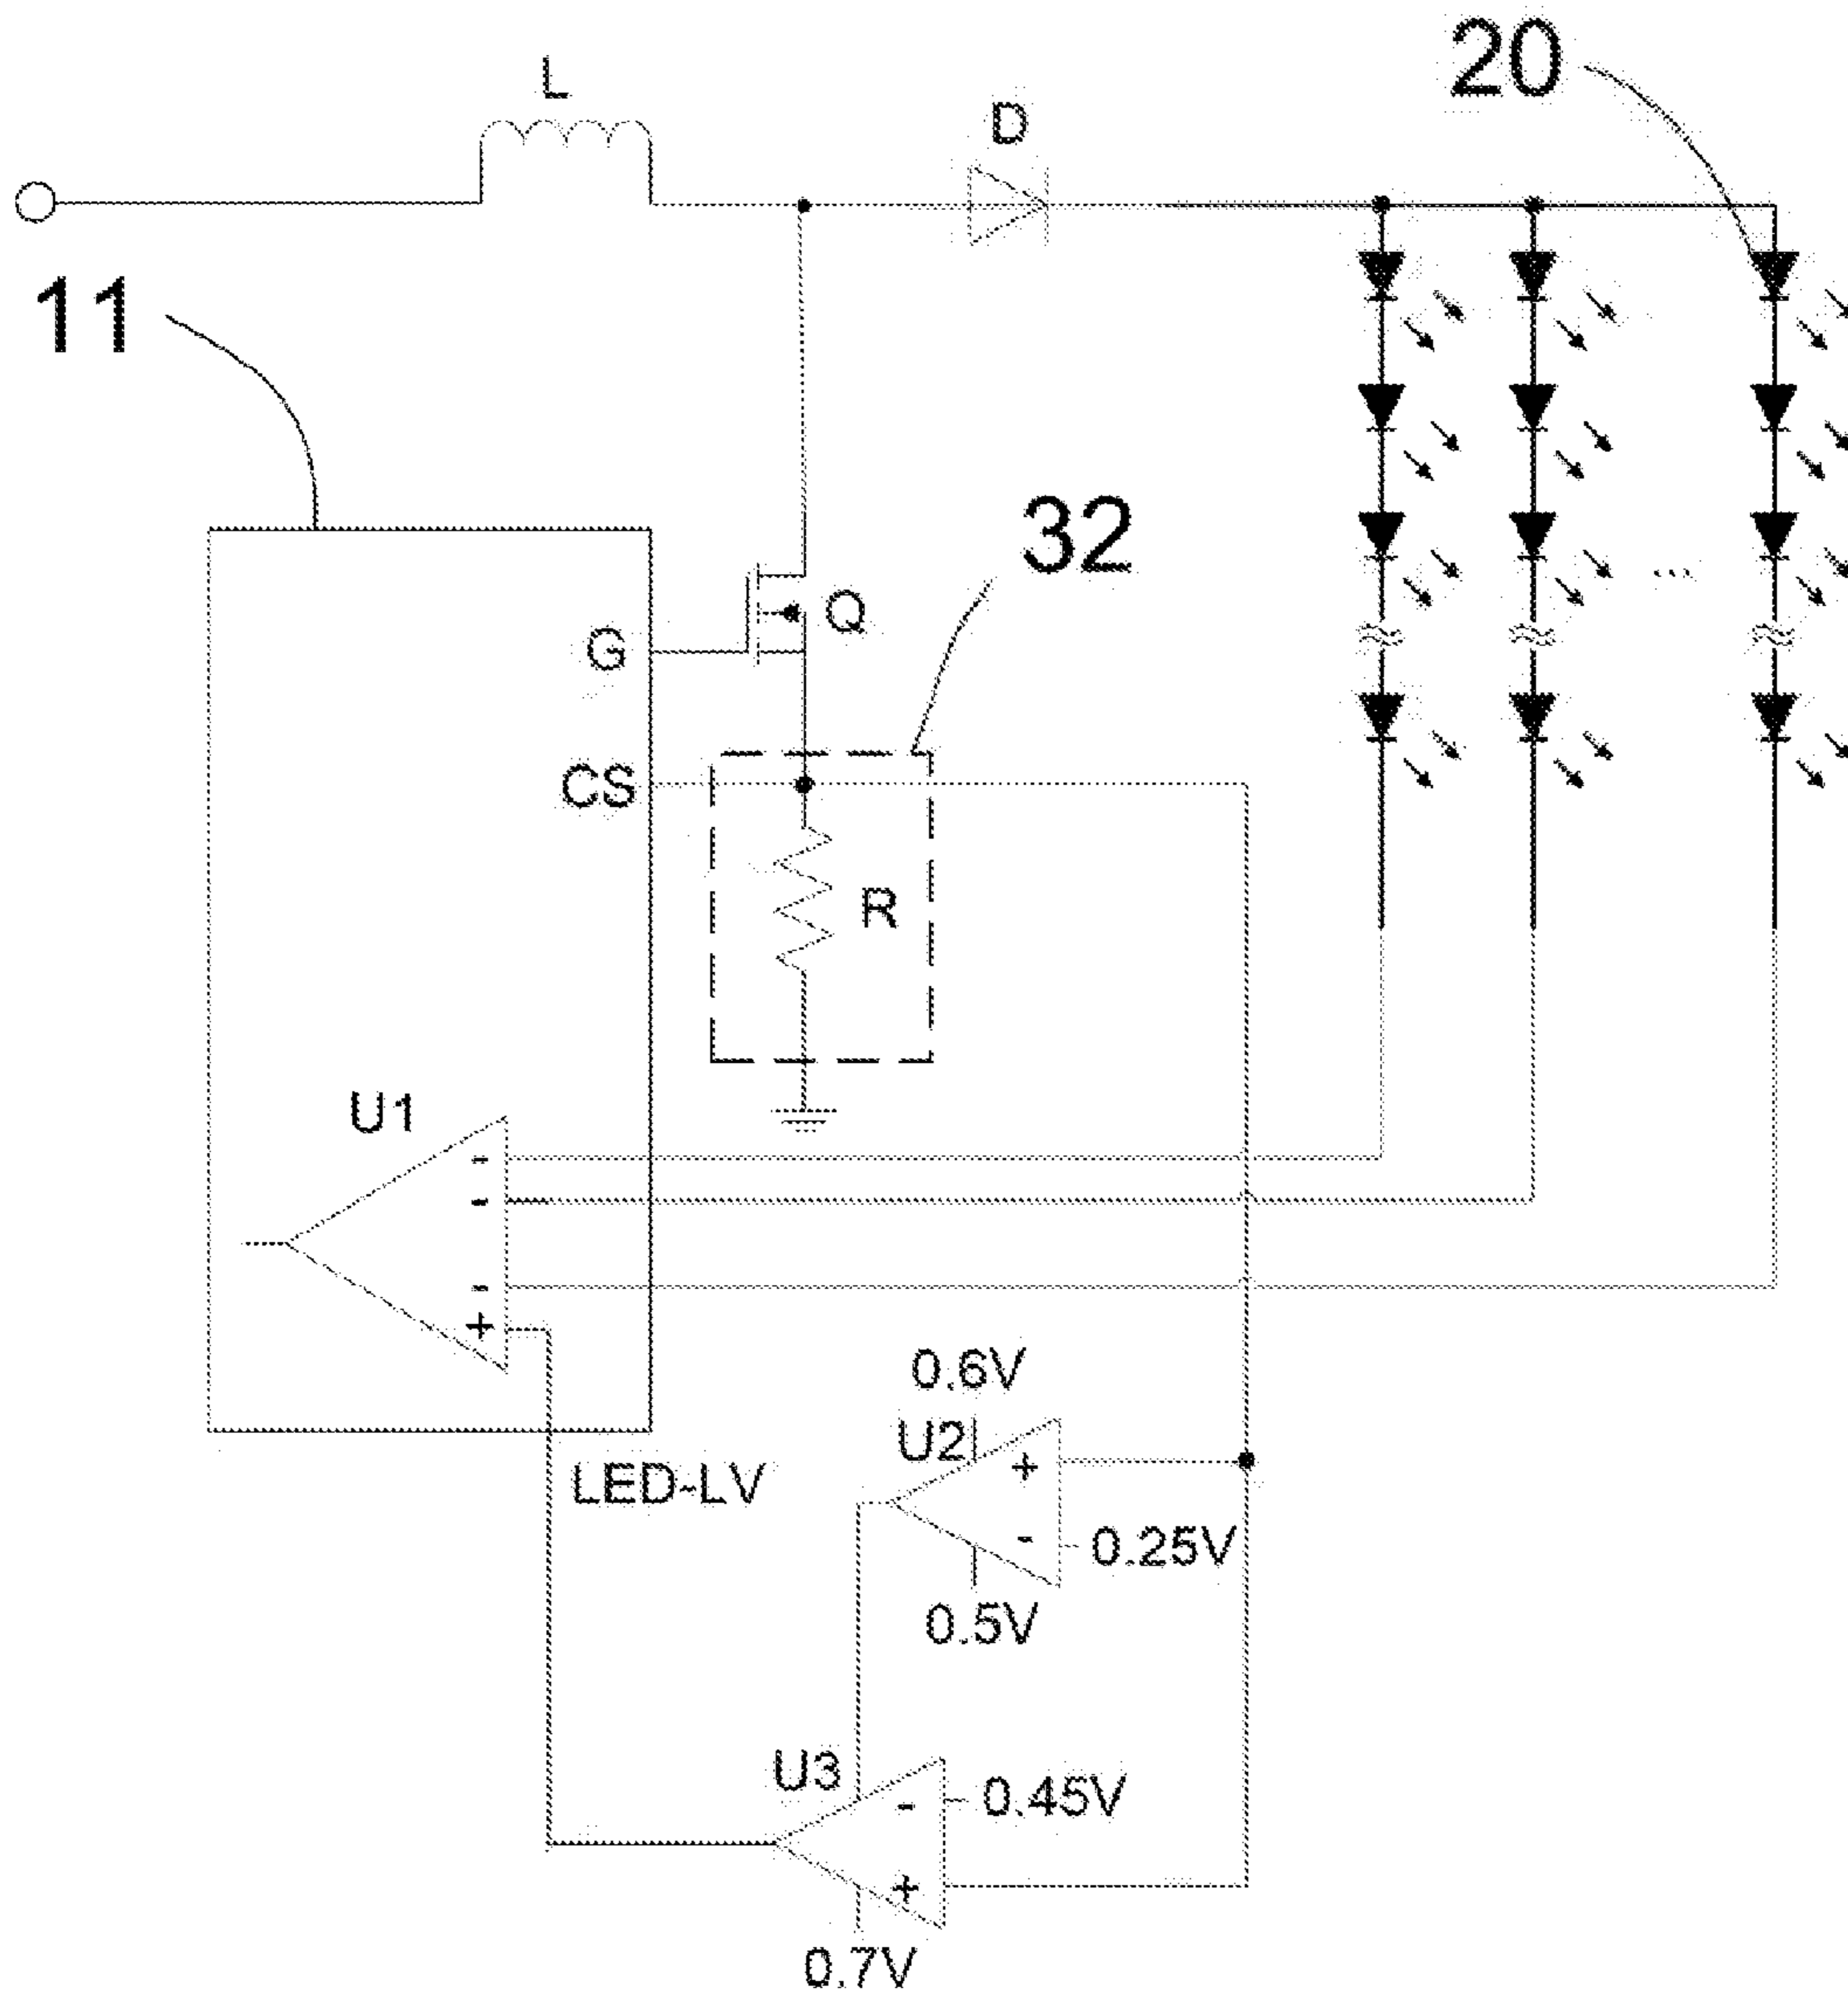 20
L
D
11
32
G
Q
CS
R
U1
-
-
-
+
0.6V
U2
+
LED-LV
-
0.25V
0.5V
U3
-
0.45V
+
0.7V